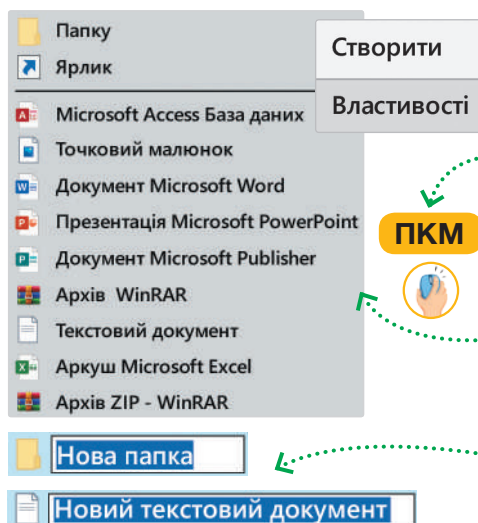 Папку
Ярлик
Microsoft Access База даних
Точковий малюнок
Документ Microsoft Word
Презентація Microsoft PowerPoint
Документ Microsoft Publisher
Архів WinRAR
Текстовий документ
Аркуш Microsoft Excel
Архів ZIP - WinRAR
Створити
Властивості
ПКМ
Нова папка
Новий текстовий документ